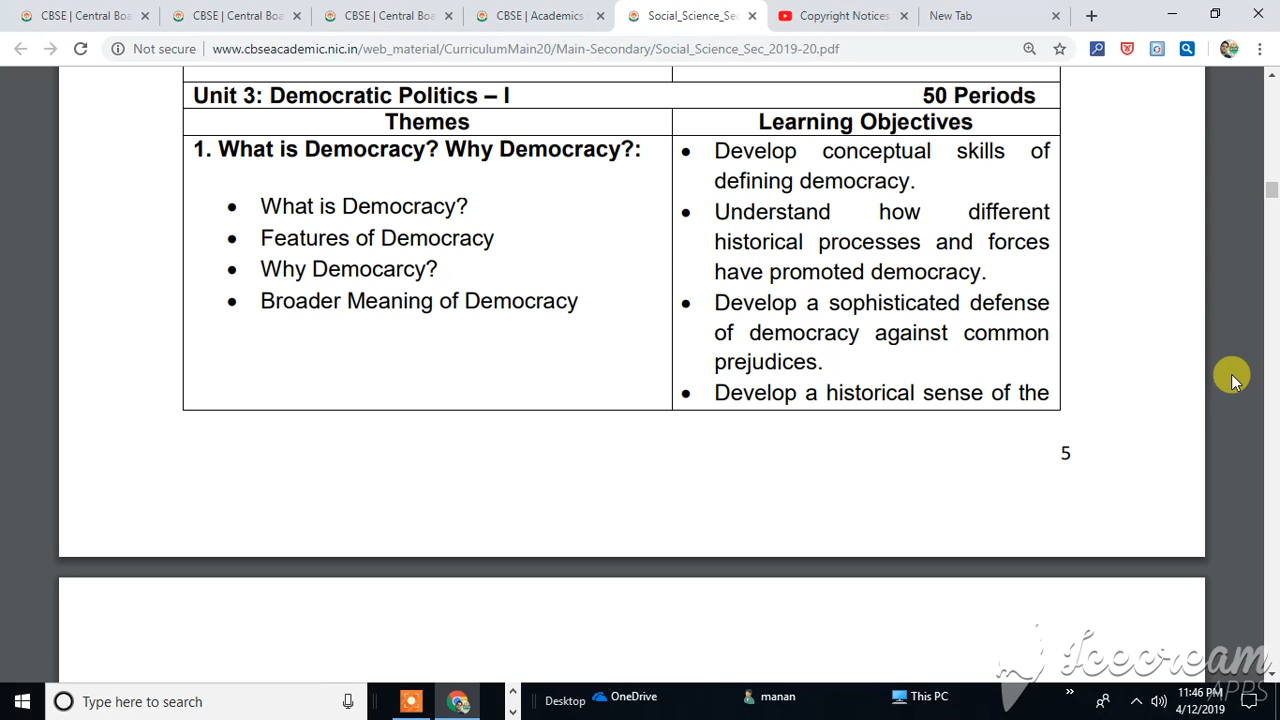 CBSE | Central Boa
CBSE | Central Boa
CBSE | Central Boa
CBSE | Academics
Social_Science_Sec
Copyright Notices
New Tab
Not secure
www.cbseacademic.nic.in/web_material/CurriculumMain20/Main-Secondary/Social_Science_Sec_2019-20.pdf
Unit 3: Democratic Politics – I 50 Periods
Themes
Learning Objectives
1. What is Democracy? Why Democracy?:
• What is Democracy?
• Features of Democracy
• Why Democarcy?
• Broader Meaning of Democracy
• Develop conceptual skills of
defining democracy.
• Understand how different
historical processes and forces
have promoted democracy.
• Develop a sophisticated defense
of democracy against common
prejudices.
• Develop a historical sense of the
5
Icecream
APPS
Type here to search
Desktop
OneDrive
manan
This PC
11:46 PM
4/12/2019